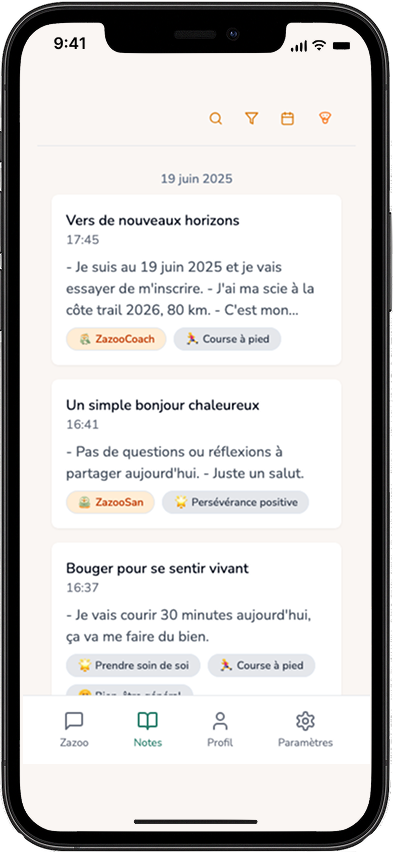 9:41
19 juin 2025
Vers de nouveaux horizons
17:45
- Je suis au 19 juin 2025 et je vais
essayer de m'inscrire. - J'ai ma scie à la
côte trail 2026, 80 km. - C'est mon...
ZazooCoach
Course à pied
Un simple bonjour chaleureux
16:41
- Pas de questions ou réflexions à
partager aujourd'hui. - Juste un salut.
ZazooSan
Persévérance positive
Bouger pour se sentir vivant
16:37
- Je vais courir 30 minutes aujourd'hui,
ça va me faire du bien.
Prendre soin de soi
Course à pied
Zazoo
Notes
Profil
Paramètres